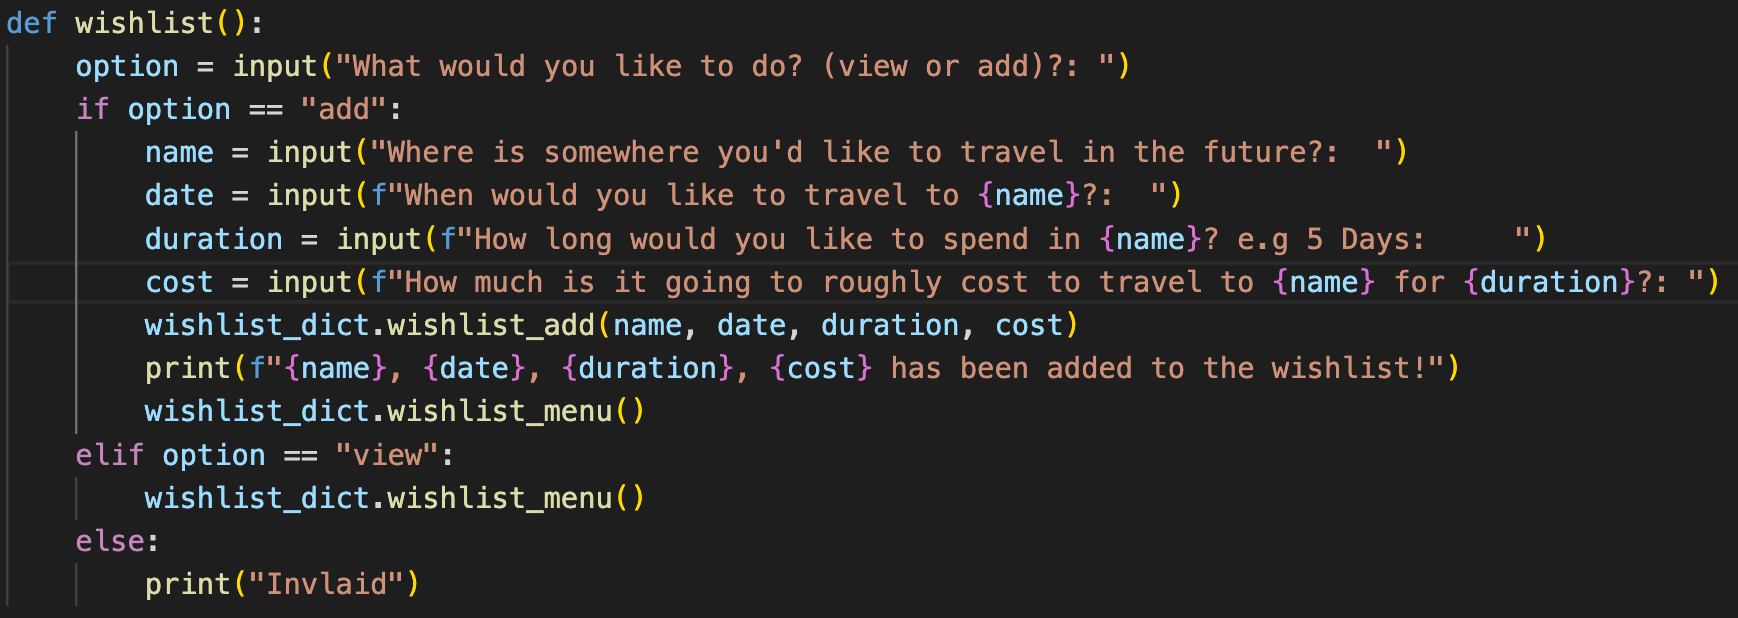 def wishlist():
    option = input("What would you like to do? (view or add)?: ")
    if option == "add":
        name = input("Where is somewhere you'd like to travel in the future?:  ")
        date = input(f"When would you like to travel to {name}?:  ")
        duration = input(f"How long would you like to spend in {name}? e.g 5 Days:     ")
        cost = input(f"How much is it going to roughly cost to travel to {name} for {duration}?: ")
        wishlist_dict.wishlist_add(name, date, duration, cost)
        print(f"{name}, {date}, {duration}, {cost} has been added to the wishlist!")
        wishlist_dict.wishlist_menu()
    elif option == "view":
        wishlist_dict.wishlist_menu()
    else:
        print("Invlaid")